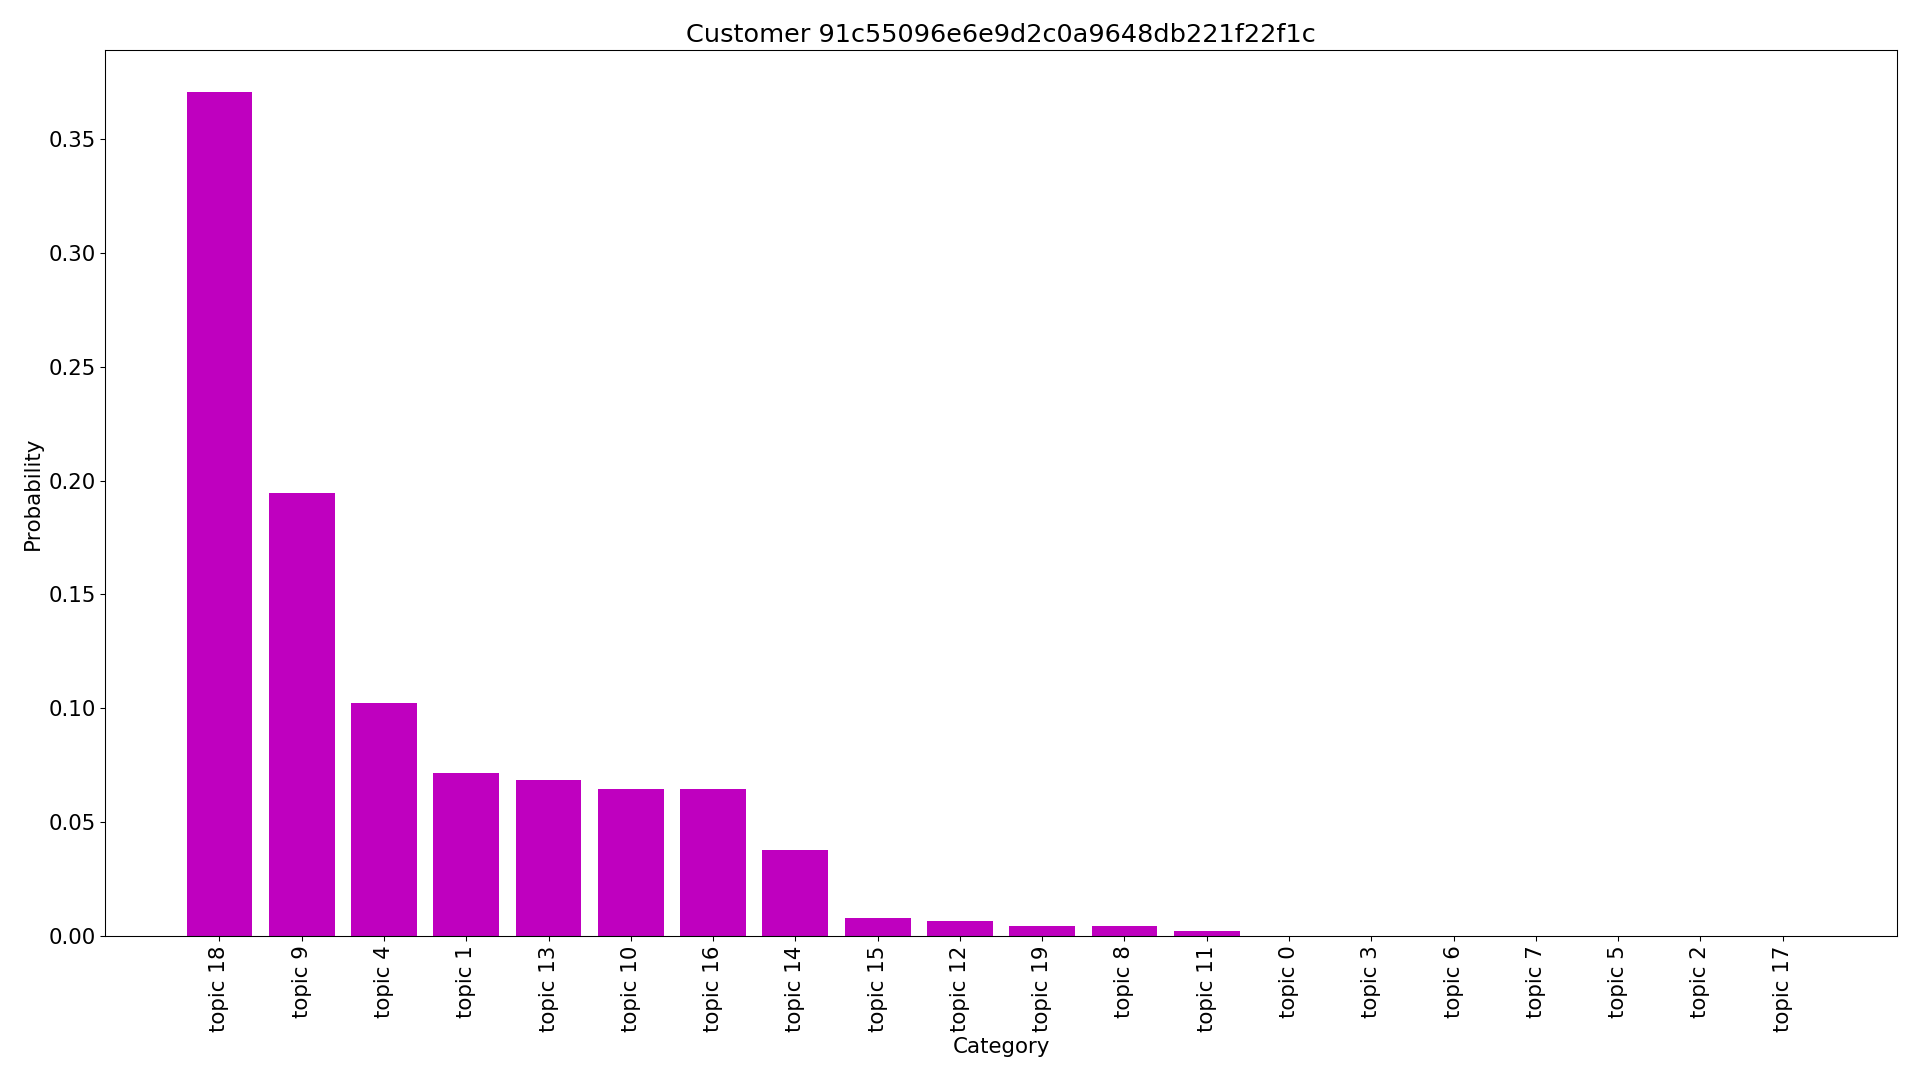 Customer 91c55096e6e9d2c0a9648db221f22f1c
Probability
0.35
0.30
0.25
0.20
0.15
0.10
0.05
0.00
topic 18
topic 9
topic 4
topic 1
topic 13
topic 10
topic 16
topic 14
topic 15
topic 12
topic 19
topic 8
topic 11
topic 0
topic 3
topic 6
topic 7
topic 5
topic 2
topic 17
Category